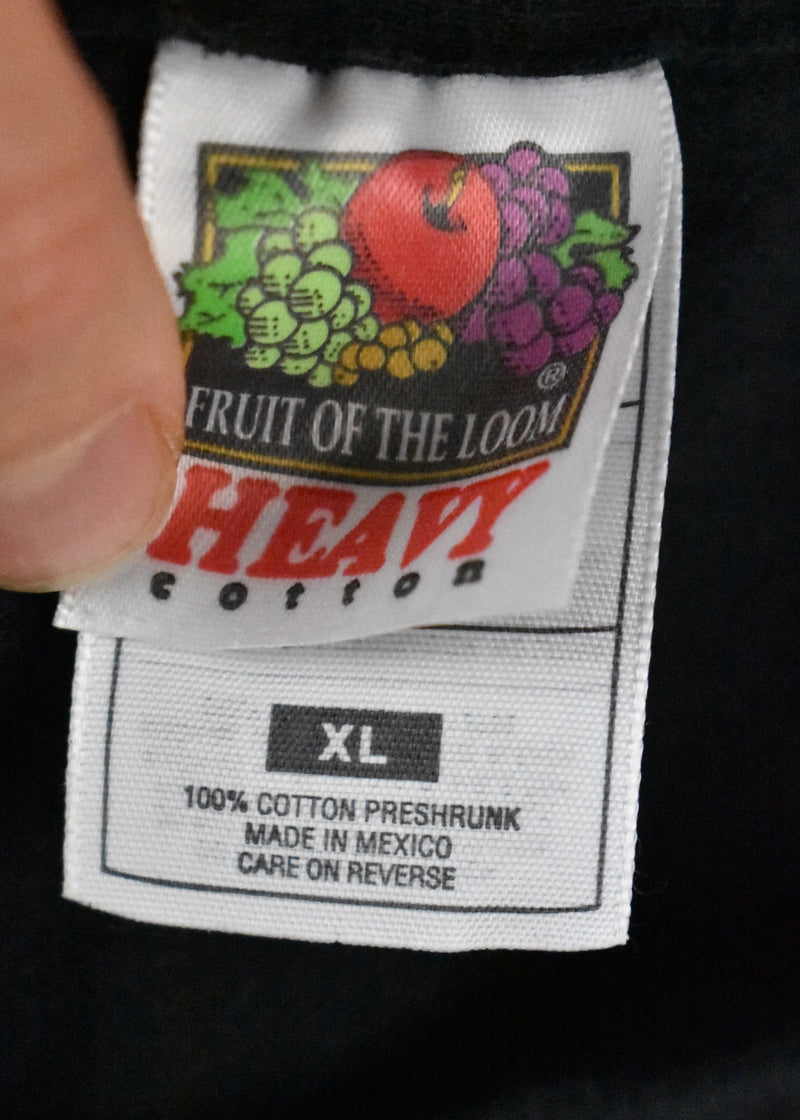 ®
FRUIT OF THE LOOM
HEAVY
cotton
XL
100% COTTON PRESHRUNK
MADE IN MEXICO
CARE ON REVERSE